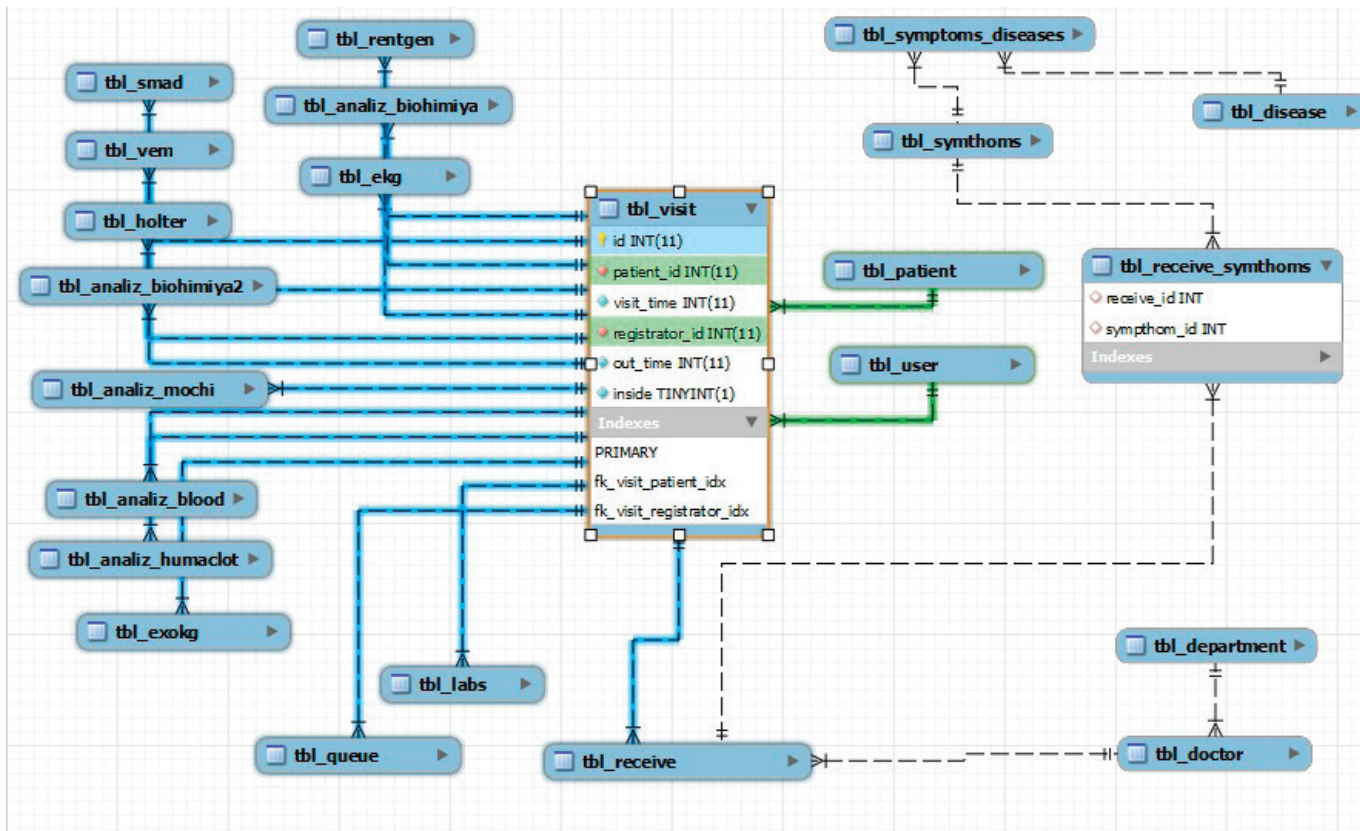 tbl_rentgen
tbl_symptoms_diseases
tbl_smad
tbl_analiz_biohimiya
tbl_disease
tbl_vem
tbl_symthoms
tbl_ekg
tbl_holter
tbl_analiz_biohimiya2
tbl_analiz_mochi
tbl_analiz_blood
tbl_analiz_humaclot
tbl_exokg
tbl_visit
id INT(11)
patient_id INT(11)
visit_time INT(11)
registrator_id INT(11)
out_time INT(11)
inside TINYINT(1)
Indexes
PRIMARY
fk_visit_patient_idx
fk_visit_registrator_idx
tbl_patient
tbl_user
tbl_receive_symthoms
receive_id INT
sympthom_id INT
Indexes
tbl_labs
tbl_queue
tbl_receive
tbl_department
tbl_doctor